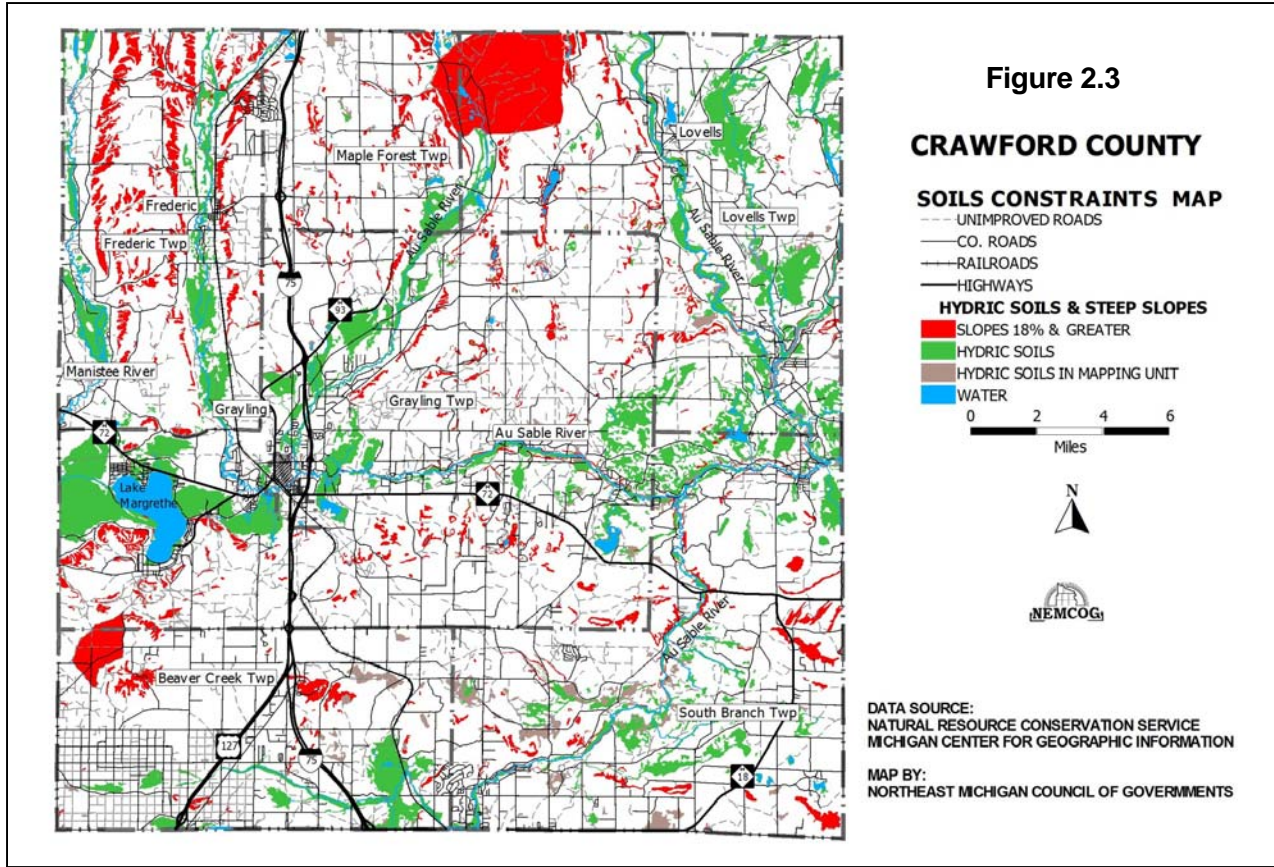 Figure 2.3
CRAWFORD COUNTY
SOILS CONSTRAINTS MAP
UNIMPROVED ROADS
CO. ROADS
RAILROADS
HIGHWAYS
HYDRIC SOILS & STEEP SLOPES
SLOPES 18% & GREATER
HYDRIC SOILS
HYDRIC SOILS IN MAPPING UNIT
WATER
0 2 4 6
Miles
N
NEMCOG
DATA SOURCE:
NATURAL RESOURCE CONSERVATION SERVICE
MICHIGAN CENTER FOR GEOGRAPHIC INFORMATION
MAP BY:
NORTHEAST MICHIGAN COUNCIL OF GOVERMMENTS
Lovells
Maple Forest Twp
Frederic
Lovells Twp
Au Sable River
Au Sable River
Frederic Twp
75
93
Manistee River
Grayling
Grayling Twp
72
Au Sable River
Lake
Margrethe
72
Au Sable River
Beaver Creek Twp
South Branch Twp
127
75
18